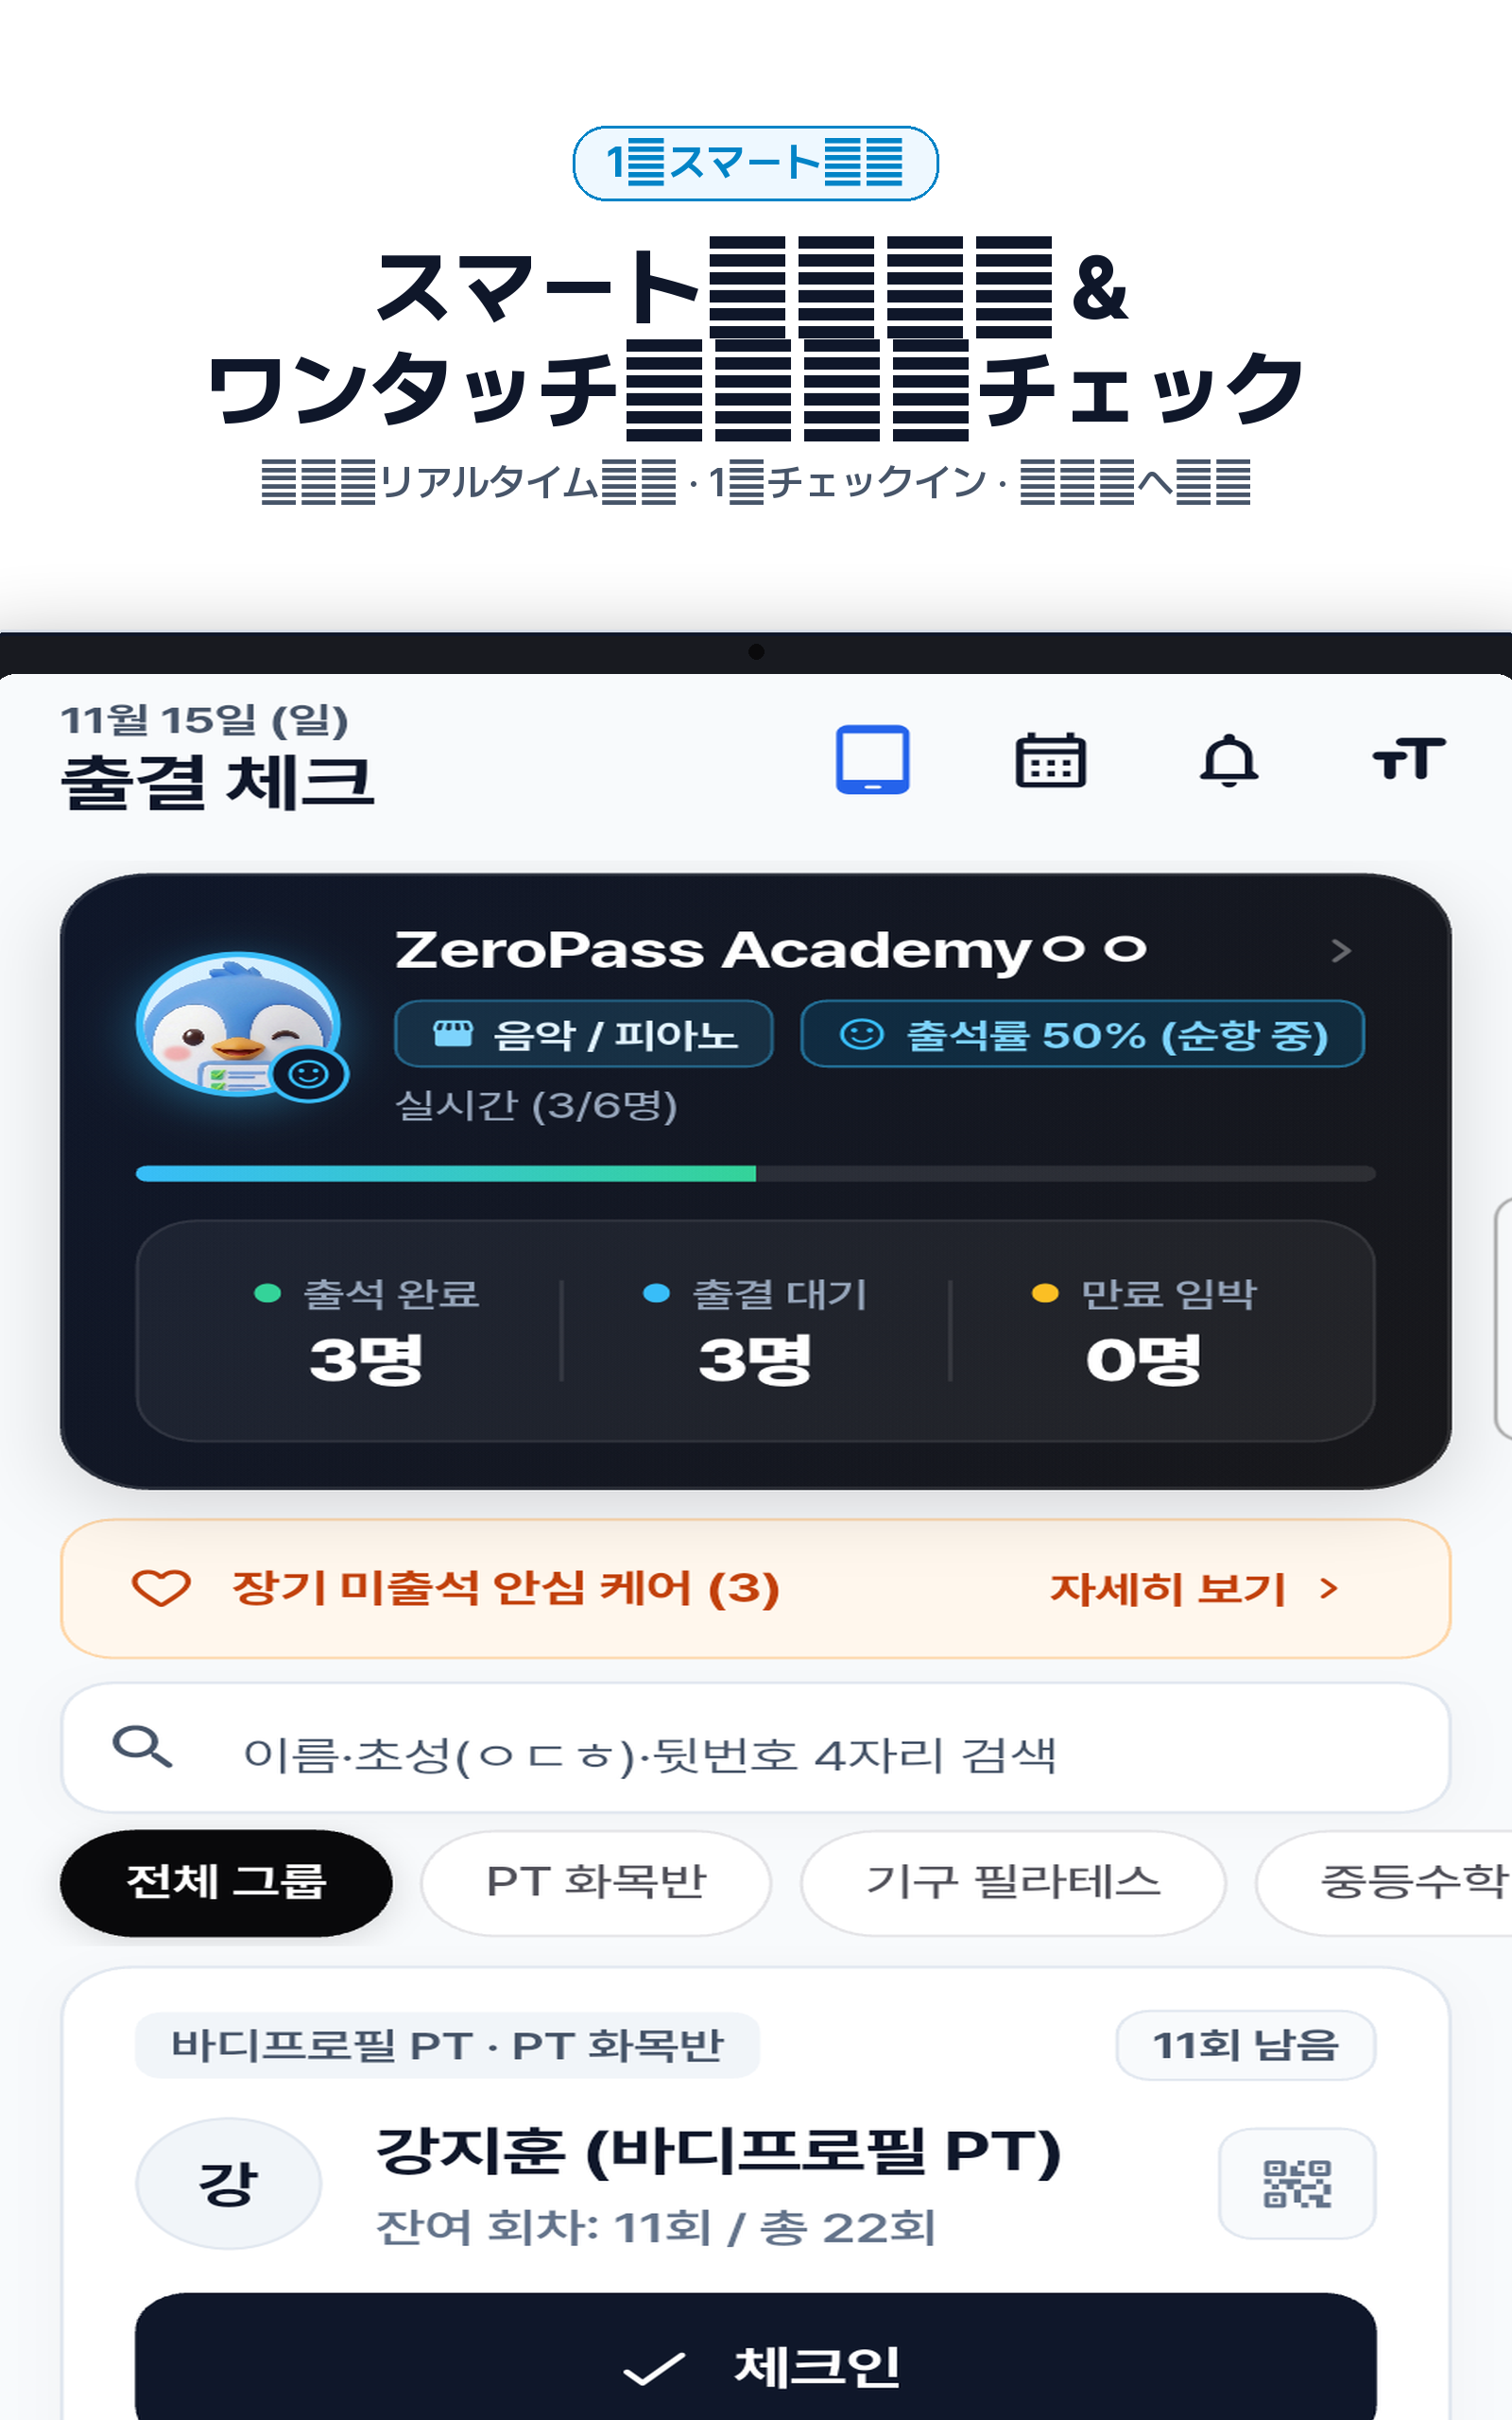 スマート &
ワンタッチ チェック
リアルタイム · 1 チェックイン · へ
11월 15일 (일)
출결 체크
ZeroPass Academyㅇㅇ
음악 / 피아노
출석률 50% (순항 중)
실시간 (3/6명)
출석 완료
출결 대기
만료 임박
3명
3명
0명
장기 미출석 안심 케어 (3)
자세히 보기
이름·초성(ㅇㄷㅎ)·뒷번호 4자리 검색
전체 그룹
PT 화목반
기구 필라테스
중등수학
바디프로필 PT · PT 화목반
11회 남음
강
강지훈 (바디프로필 PT)
잔여 회차: 11회 / 총 22회
체크인